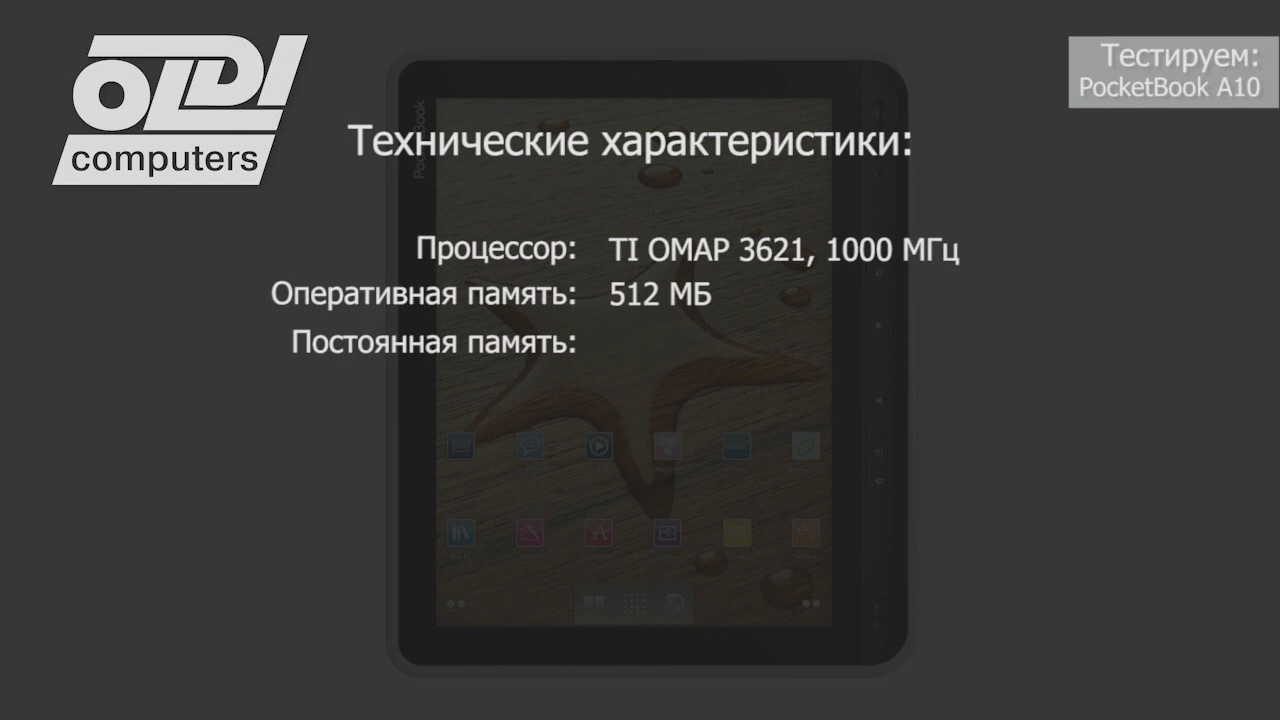 OLDI
computers
Тестируем:
PocketBook A10
PocketBook
Технические характеристики:
Процессор: TI OMAP 3621, 1000 МГц
Оперативная память: 512 МБ
Постоянная память: